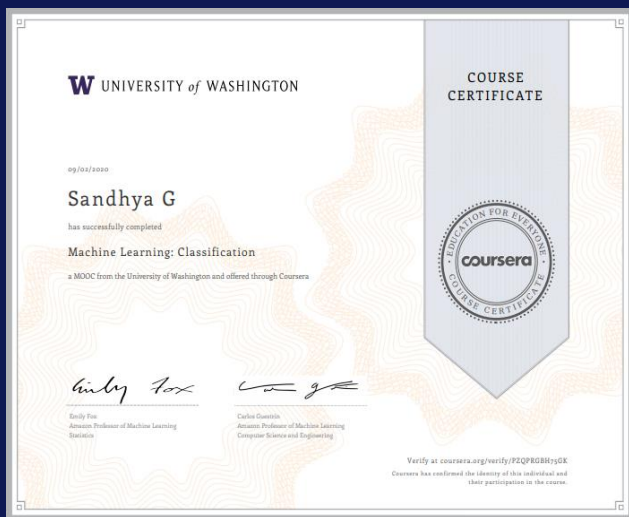 W UNIVERSITY of WASHINGTON
COURSE
CERTIFICATE
09/02/2020
Sandhya G
has successfully completed
Machine Learning: Classification
a MOOC from the University of Washington and offered through Coursera
EDUCATION FOR EVERYONE
coursera
COURSE CERTIFICATE
Emily Fox
Amazon Professor of Machine Learning
Statistics
Carlos Guestrin
Amazon Professor of Machine Learning
Computer Science and Engineering
Verify at coursera.org/verify/PZQPRGBH75GK
Coursera has confirmed the identity of this individual and
their participation in the course.